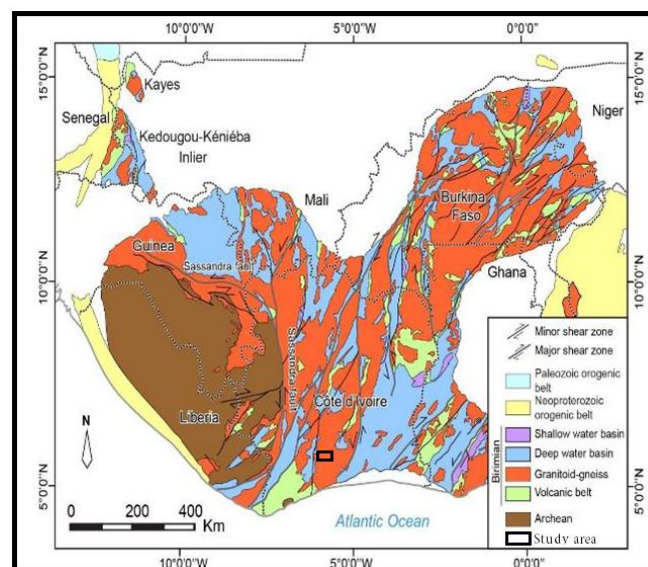 10°0'0"W 5°0'0"W 0°0'0"
15°0'0"N 15°0'0"N
Kayes
Senegal
Niger
Kedougou-Kéniéba
Inlier
Mali
Burkina
Faso
Guinea
Sassandra fault
Ghana
10°0'0"N 10°0'0"N
Sassandra fault
Liberia
Côte d'Ivoire
N
5°0'0"N 5°0'0"N
0 200 400
Km
Atlantic Ocean
10°0'0"W 5°0'0"W 0°0'0"
Minor shear zone
Major shear zone
Paleozoic orogenic
belt
Neoproterozoic
orogenic belt
Birimian
Shallow water basin
Deep water basin
Granitoid-gneiss
Volcanic belt
Archean
Study area